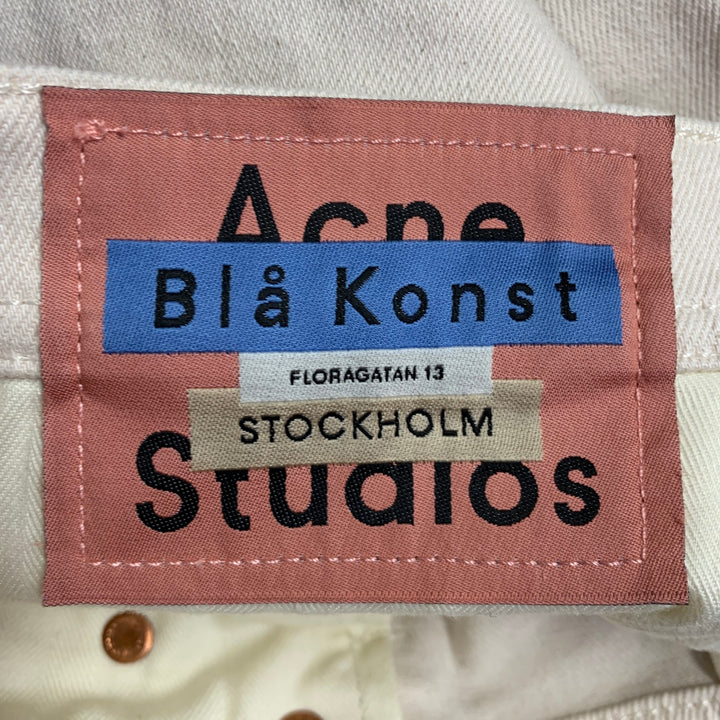 Acne
Blå Konst
FLORAGATAN 13
STOCKHOLM
Studios